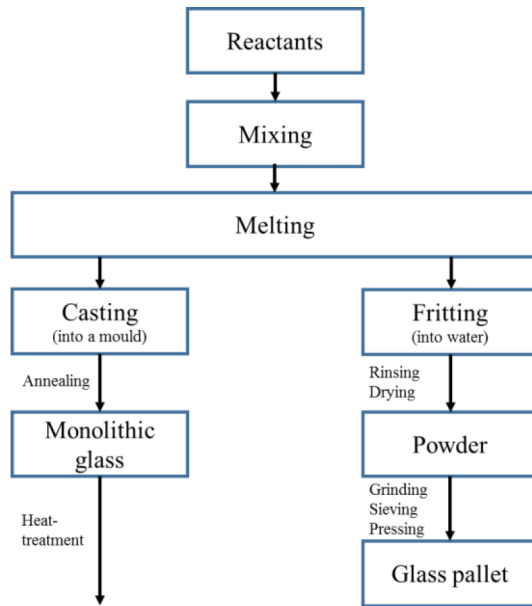 Reactants
Mixing
Melting
Casting
(into a mould)
Annealing
Monolithic
glass
Heat-
treatment
Fritting
(into water)
Rinsing
Drying
Powder
Grinding
Sieving
Pressing
Glass pallet